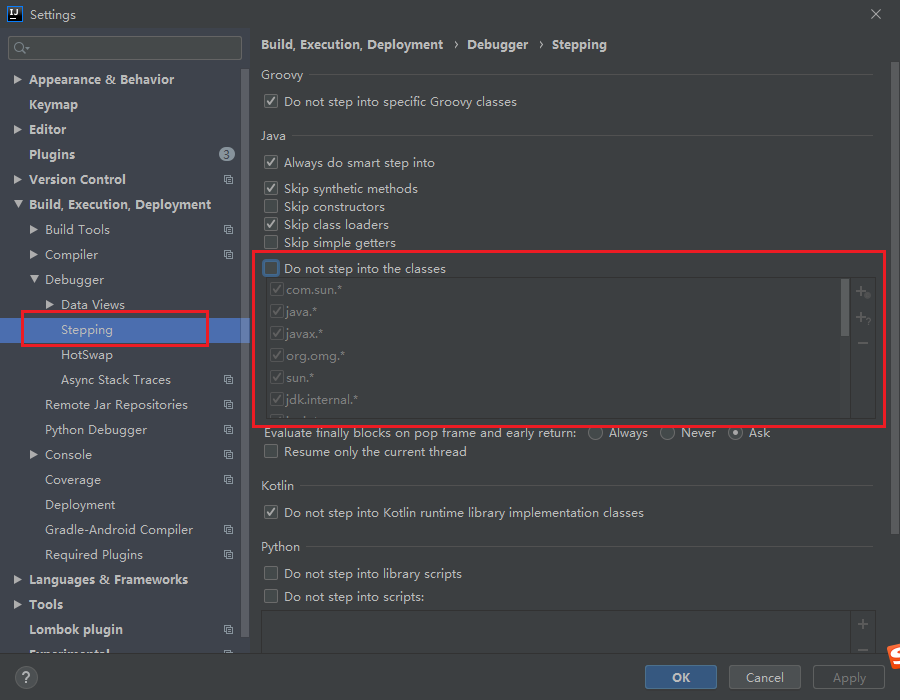 IJ Settings
Appearance & Behavior
Keymap
Editor
Plugins 3
Version Control
Build, Execution, Deployment
Build Tools
Compiler
Debugger
Data Views
Stepping
HotSwap
Async Stack Traces
Remote Jar Repositories
Python Debugger
Console
Coverage
Deployment
Gradle-Android Compiler
Required Plugins
Languages & Frameworks
Tools
Lombok plugin
Experimental
Build, Execution, Deployment › Debugger › Stepping
Groovy
Do not step into specific Groovy classes
Java
Always do smart step into
Skip synthetic methods
Skip constructors
Skip class loaders
Skip simple getters
Do not step into the classes
com.sun.*
java.*
javax.*
org.omg.*
sun.*
jdk.internal.*
Evaluate finally blocks on pop frame and early return: Always Never Ask
Resume only the current thread
Kotlin
Do not step into Kotlin runtime library implementation classes
Python
Do not step into library scripts
Do not step into scripts:
? OK Cancel Apply